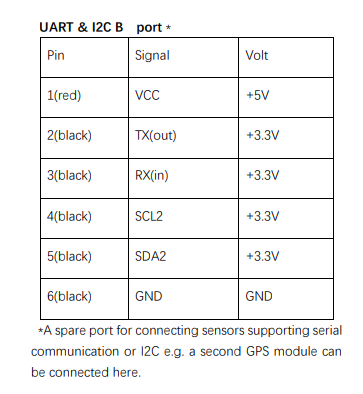 UART & I2C B port *
Pin Signal Volt
1(red) VCC +5V
2(black) TX(out) +3.3V
3(black) RX(in) +3.3V
4(black) SCL2 +3.3V
5(black) SDA2 +3.3V
6(black) GND GND
*A spare port for connecting sensors supporting serial
communication or I2C e.g. a second GPS module can
be connected here.